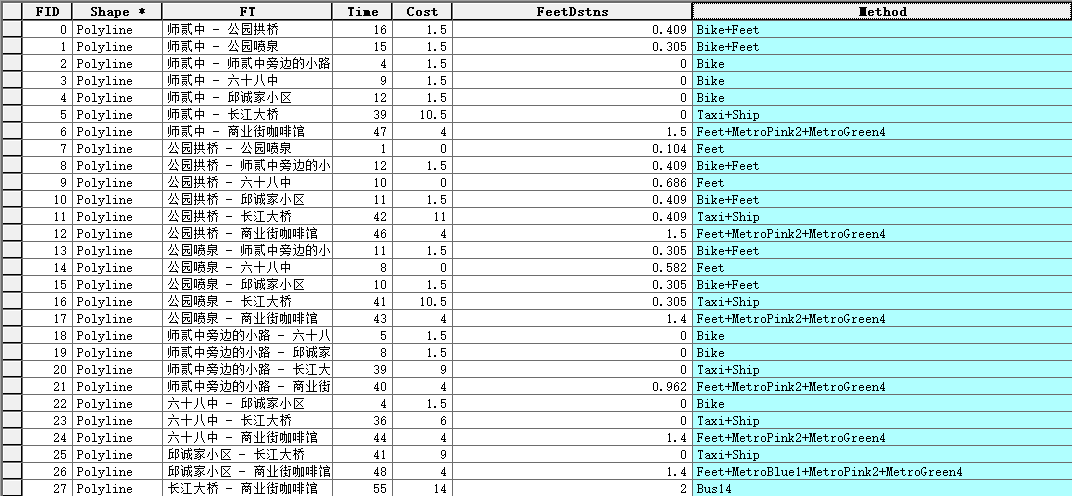 FID Shape * FT Time Cost FeetDstns Method
0 Polyline 师贰中 - 公园拱桥 16 1.5 0.409 Bike+Feet
1 Polyline 师贰中 - 公园喷泉 15 1.5 0.305 Bike+Feet
2 Polyline 师贰中 - 师贰中旁边的小路 4 1.5 0 Bike
3 Polyline 师贰中 - 六十八中 9 1.5 0 Bike
4 Polyline 师贰中 - 邱诚家小区 12 1.5 0 Bike
5 Polyline 师贰中 - 长江大桥 39 10.5 0 Taxi+Ship
6 Polyline 师贰中 - 商业街咖啡馆 47 4 1.5 Feet+MetroPink2+MetroGreen4
7 Polyline 公园拱桥 - 公园喷泉 1 0 0.104 Feet
8 Polyline 公园拱桥 - 师贰中旁边的小 12 1.5 0.409 Bike+Feet
9 Polyline 公园拱桥 - 六十八中 10 0 0.686 Feet
10 Polyline 公园拱桥 - 邱诚家小区 11 1.5 0.409 Bike+Feet
11 Polyline 公园拱桥 - 长江大桥 42 11 0.409 Taxi+Ship
12 Polyline 公园拱桥 - 商业街咖啡馆 46 4 1.5 Feet+MetroPink2+MetroGreen4
13 Polyline 公园喷泉 - 师贰中旁边的小 11 1.5 0.305 Bike+Feet
14 Polyline 公园喷泉 - 六十八中 8 0 0.582 Feet
15 Polyline 公园喷泉 - 邱诚家小区 10 1.5 0.305 Bike+Feet
16 Polyline 公园喷泉 - 长江大桥 41 10.5 0.305 Taxi+Ship
17 Polyline 公园喷泉 - 商业街咖啡馆 43 4 1.4 Feet+MetroPink2+MetroGreen4
18 Polyline 师贰中旁边的小路 - 六十八 5 1.5 0 Bike
19 Polyline 师贰中旁边的小路 - 邱诚家 8 1.5 0 Bike
20 Polyline 师贰中旁边的小路 - 长江大 39 9 0 Taxi+Ship
21 Polyline 师贰中旁边的小路 - 商业街 40 4 0.962 Feet+MetroPink2+MetroGreen4
22 Polyline 六十八中 - 邱诚家小区 4 1.5 0 Bike
23 Polyline 六十八中 - 长江大桥 36 6 0 Taxi+Ship
24 Polyline 六十八中 - 商业街咖啡馆 44 4 1.4 Feet+MetroPink2+MetroGreen4
25 Polyline 邱诚家小区 - 长江大桥 41 9 0 Taxi+Ship
26 Polyline 邱诚家小区 - 商业街咖啡馆 48 4 1.4 Feet+MetroBlue1+MetroPink2+MetroGreen4
27 Polyline 长江大桥 - 商业街咖啡馆 55 14 2 Bus14